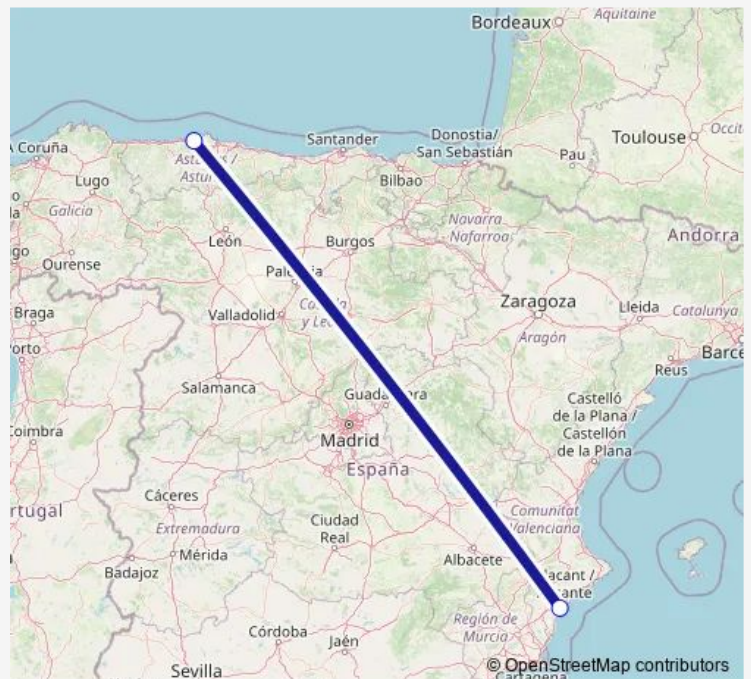 Bordeaux
Aquitaine
A Coruña
Santander
Donostia/
San Sebastián
Toulouse
Occit
Pau
Lugo
Bilbao
Galicia
Navarra
Nafarroa
León
Burgos
Andorra
Ourense
Valladolid
Zaragoza
Lleida
Catalunya
Braga
Aragón
Barce
Reus
Salamanca
Castelló
de la Plana /
Castellón
de la Plana
Madrid
España
Cáceres
Extremadura
Ciudad
Real
Comunitat
Mérida
Albacete
Badajoz
Región de
Murcia
Córdoba
Jaén
Sevilla
© OpenStreetMap contributors